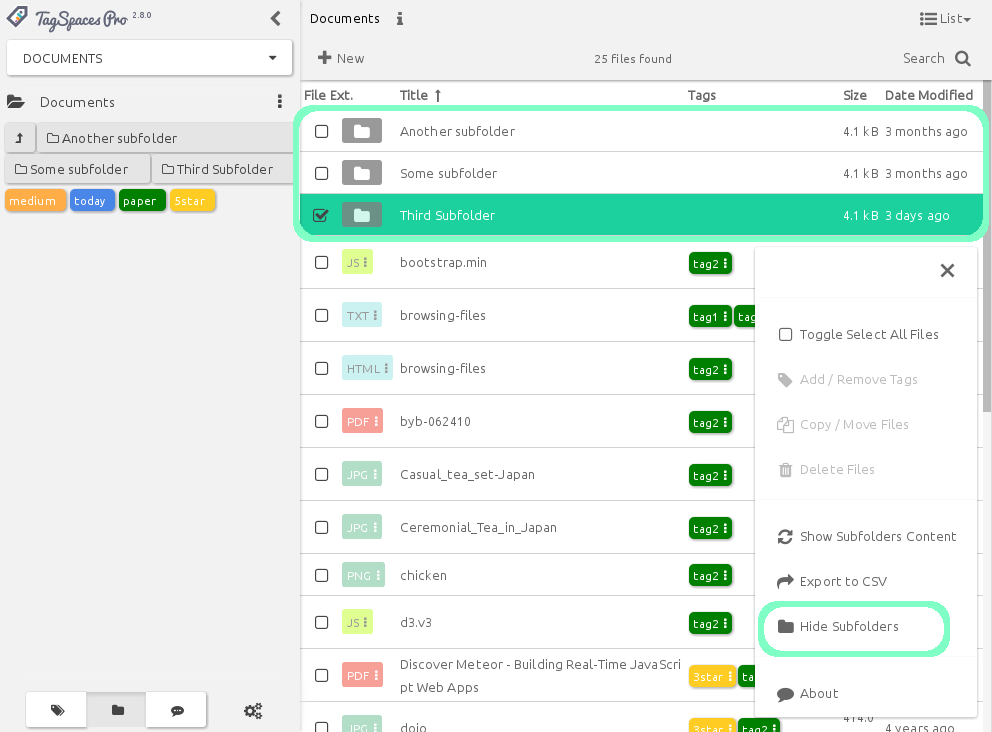 TagSpaces Pro 2.8.0
Documents
List
DOCUMENTS
New
25 files found
Search
Documents
Another subfolder
Some subfolder
Third Subfolder
medium
today
paper
5star
File Ext. Title Tags Size Date Modified
Another subfolder 4.1 kB 3 months ago
Some subfolder 4.1 kB 3 months ago
Third Subfolder 4.1 kB 3 days ago
JS bootstrap.min tag2
TXT browsing-files tag1 tag
HTML browsing-files tag2
PDF byb-062410 tag2
JPG Casual_tea_set-Japan tag2
JPG Ceremonial_Tea_in_Japan tag2
PNG chicken tag2
JS d3.v3 tag2
PDF Discover Meteor - Building Real-Time JavaScri
pt Web Apps 3star ta
JPG dojo 3star tag2 414.0 4 years ago
Toggle Select All Files
Add / Remove Tags
Copy / Move Files
Delete Files
Show Subfolders Content
Export to CSV
Hide Subfolders
About